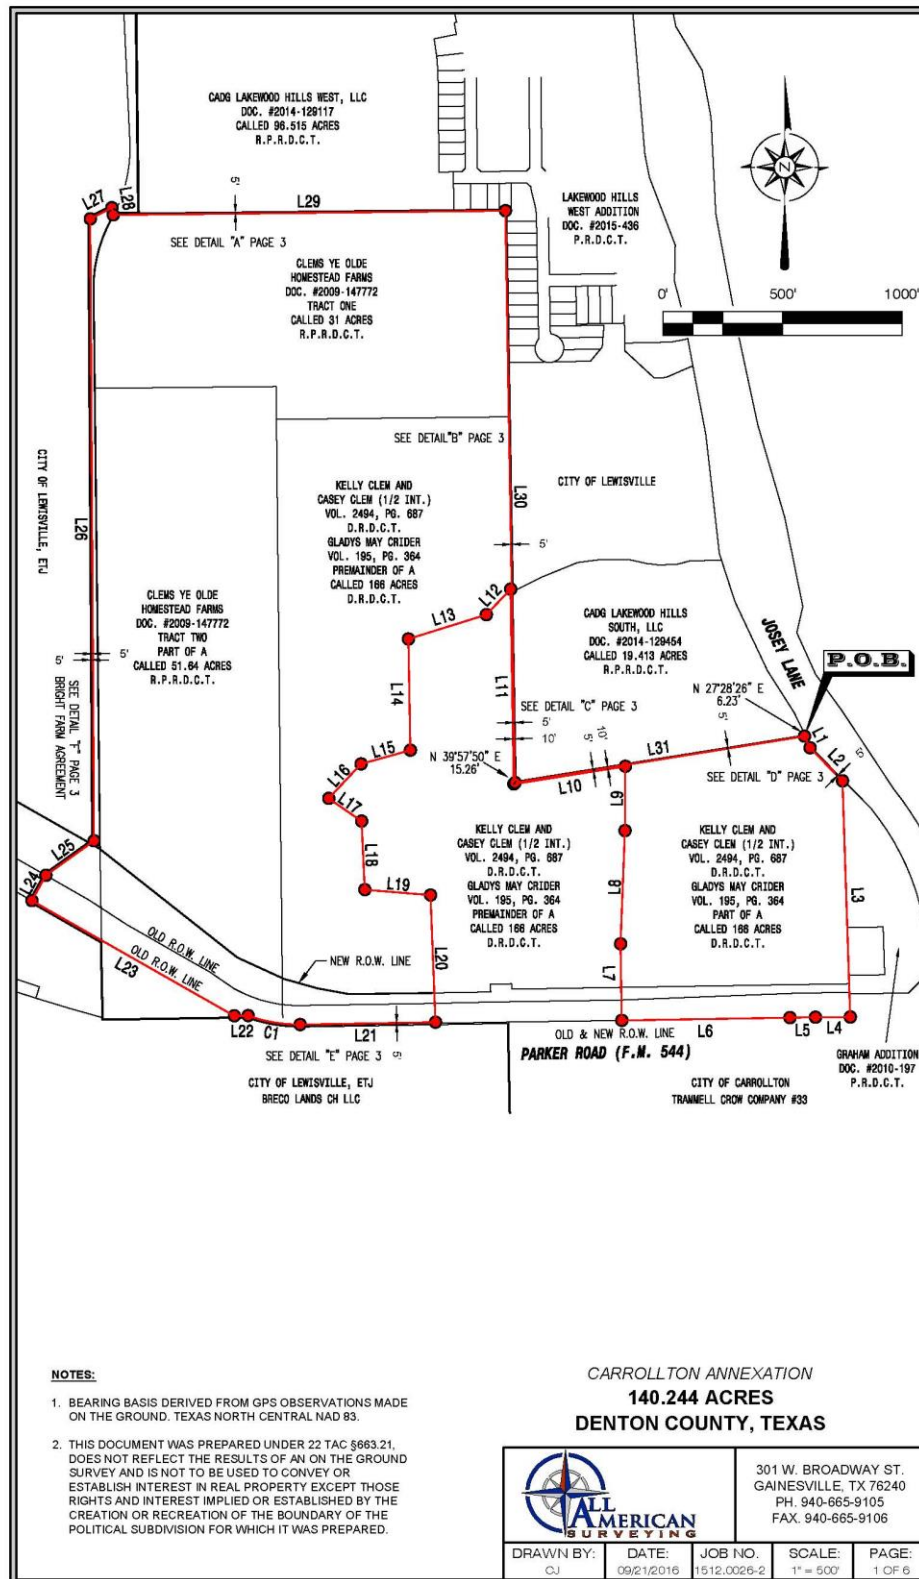 CADG LAKEWOOD HILLS WEST, LLC
DOC. #2014-129117
CALLED 96.515 ACRES
R.P.R.D.C.T.
N
LAKEWOOD HILLS
WEST ADDITION
DOC. #2015-436
P.R.D.C.T.
L27
L28
5'
L29
SEE DETAIL "A" PAGE 3
CLEMS YE OLDE
HOMESTEAD FARMS
DOC. #2009-147772
TRACT ONE
CALLED 31 ACRES
R.P.R.D.C.T.
0'
500'
1000'
SEE DETAIL"B" PAGE 3
CITY OF LEWISVILLE, ETJ
L26
L30
CITY OF LEWISVILLE
KELLY CLEM AND
CASEY CLEM (1/2 INT.)
VOL. 2494, PG. 687
D.R.D.C.T.
GLADYS MAY CRIDER
VOL. 195, PG. 364
PREMAINDER OF A
CALLED 166 ACRES
D.R.D.C.T.
5'
CLEMS YE OLDE
HOMESTEAD FARMS
DOC. #2009-147772
TRACT TWO
PART OF A
CALLED 51.64 ACRES
R.P.R.D.C.T.
L12
L13
CADG LAKEWOOD HILLS
SOUTH, LLC
DOC. #2014-129454
CALLED 19.413 ACRES
R.P.R.D.C.T.
JOSEY LANE
P.O.B.
5'
5'
SEE DETAIL "F" PAGE 3
BRIGHT FARM AGREEMENT
L14
L11
N 27°28'26" E
6.23'
SEE DETAIL "C" PAGE 3
5'
10'
5'
10'
5'
L1
L2
5'
L31
N 39°57'50" E
15.26'
L10
SEE DETAIL "D" PAGE 3
L15
L16
L17
L9
L18
L19
KELLY CLEM AND
CASEY CLEM (1/2 INT.)
VOL. 2494, PG. 687
D.R.D.C.T.
GLADYS MAY CRIDER
VOL. 195, PG. 364
PREMAINDER OF A
CALLED 166 ACRES
D.R.D.C.T.
L8
KELLY CLEM AND
CASEY CLEM (1/2 INT.)
VOL. 2494, PG. 687
D.R.D.C.T.
GLADYS MAY CRIDER
VOL. 195, PG. 364
PART OF A
CALLED 166 ACRES
D.R.D.C.T.
L3
L25
L24
OLD R.O.W. LINE
OLD R.O.W. LINE
L23
NEW R.O.W. LINE
L20
L7
L22
C1
L21
L6
L5
L4
OLD & NEW R.O.W. LINE
PARKER ROAD (F.M. 544)
SEE DETAIL "E" PAGE 3
5'
GRAHAM ADDITION
DOC. #2010-197
P.R.D.C.T.
CITY OF LEWISVILLE, ETJ
BRECO LANDS CH LLC
CITY OF CARROLLTON
TRAMMELL CROW COMPANY #33
NOTES:
1. BEARING BASIS DERIVED FROM GPS OBSERVATIONS MADE
ON THE GROUND. TEXAS NORTH CENTRAL NAD 83.
2. THIS DOCUMENT WAS PREPARED UNDER 22 TAC §663.21,
DOES NOT REFLECT THE RESULTS OF AN ON THE GROUND
SURVEY AND IS NOT TO BE USED TO CONVEY OR
ESTABLISH INTEREST IN REAL PROPERTY EXCEPT THOSE
RIGHTS AND INTEREST IMPLIED OR ESTABLISHED BY THE
CREATION OR RECREATION OF THE BOUNDARY OF THE
POLITICAL SUBDIVISION FOR WHICH IT WAS PREPARED.
CARROLLTON ANNEXATION
140.244 ACRES
DENTON COUNTY, TEXAS
ALL
AMERICAN
SURVEYING
301 W. BROADWAY ST.
GAINESVILLE, TX 76240
PH. 940-665-9105
FAX. 940-665-9106
DRAWN BY:
CJ
DATE:
09/21/2016
JOB NO.
1512.0026-2
SCALE:
1" = 500'
PAGE:
1 OF 6